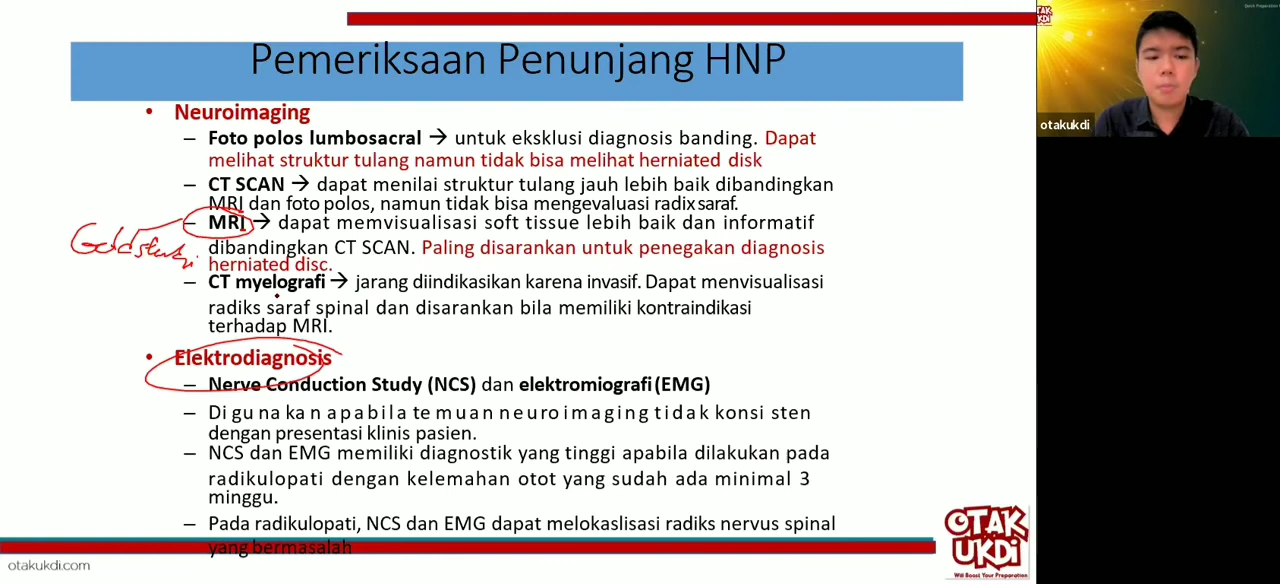 Pemeriksaan Penunjang HNP
• Neuroimaging
– Foto polos lumbosacral → untuk eksklusi diagnosis banding. Dapat
melihat struktur tulang namun tidak bisa melihat herniated disk
– CT SCAN → dapat menilai struktur tulang jauh lebih baik dibandingkan
MRI dan foto polos, namun tidak bisa mengevaluasi radix saraf.
– MRI → dapat memvisualisasi soft tissue lebih baik dan informatif
Gold
dibandingkan CT SCAN. Paling disarankan untuk penegakan diagnosis
herniated disc.
– CT myelografi → jarang diindikasikan karena invasif. Dapat menvisualisasi
radiks saraf spinal dan disarankan bila memiliki kontraindikasi
terhadap MRI.
• Elektrodiagnosis
– Nerve Conduction Study (NCS) dan elektromiografi (EMG)
– Digunakan apabila temuan neuroimaging tidak konsisten
dengan presentasi klinis pasien.
– NCS dan EMG memiliki diagnostik yang tinggi apabila dilakukan pada
radikulopati dengan kelemahan otot yang sudah ada minimal 3
minggu.
– Pada radikulopati, NCS dan EMG dapat melokaslisasi radiks nervus spinal
yang bermasalah
otakukdi.com
OTAK
UKDI
Will Boost Your Preparation
TAK
KDI
otakukdi